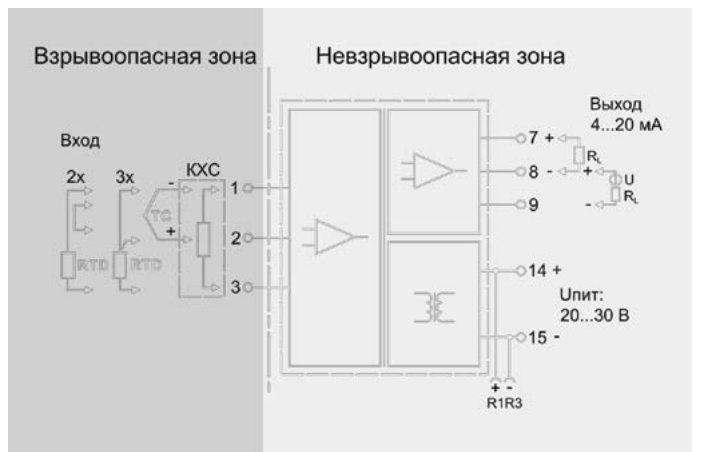 Взрывоопасная зона
Невзрывоопасная зона
Вход
2x
3x
КХС
RTD
RTD
TC
-
+
1
2
3
Выход
4...20 мА
7 +
8 -
9
RL
+
-
U
RL
14 +
15 -
Uпит:
20...30 В
+ -
R1R3